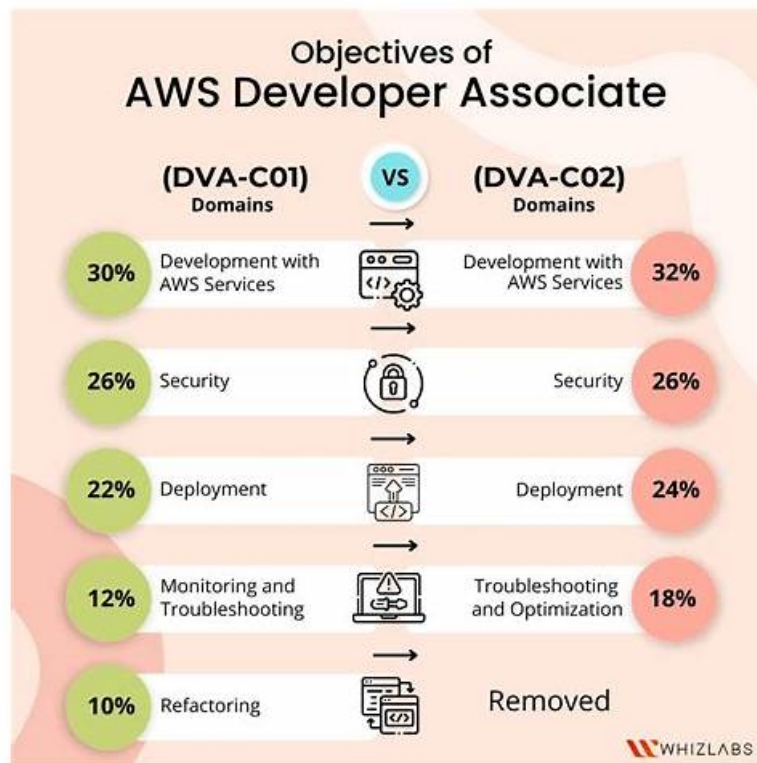 Objectives of
AWS Developer Associate
(DVA-C01)
Domains
VS
(DVA-C02)
Domains
30%
Development with
AWS Services
</>
Development with
AWS Services
32%
26%
Security
Security
26%
22%
Deployment
</>
Deployment
24%
12%
Monitoring and
Troubleshooting
Troubleshooting
and Optimization
18%
10%
Refactoring
</>
Removed
WHIZLABS